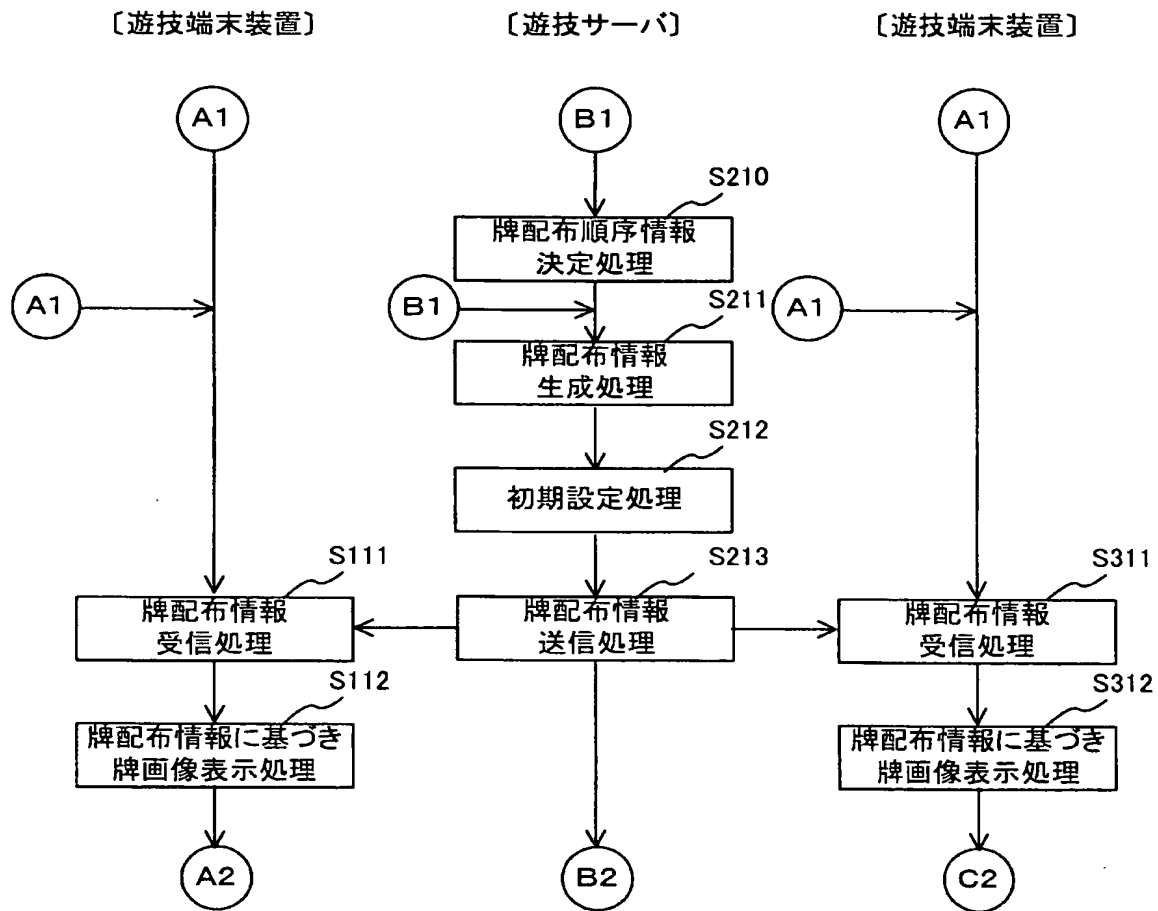 〔遊技端末装置〕
〔遊技サーバ〕
〔遊技端末装置〕
A1
B1
A1
S210
牌配布順序情報
決定処理
A1
B1
S211
A1
牌配布情報
生成処理
S212
初期設定処理
S111
S213
S311
牌配布情報
受信処理
牌配布情報
送信処理
牌配布情報
受信処理
S112
S312
牌配布情報に基づき
牌画像表示処理
牌配布情報に基づき
牌画像表示処理
A2
B2
C2